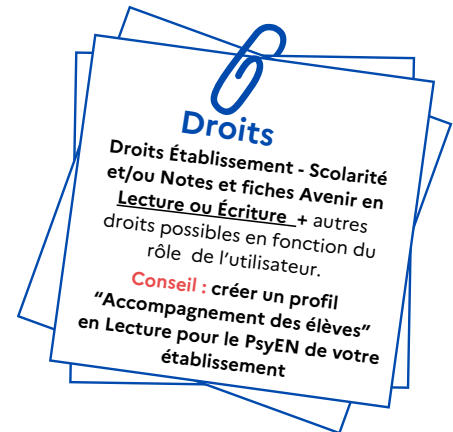 Droits
Droits Établissement - Scolarité
et/ou Notes et fiches Avenir en
Lecture ou Écriture + autres
droits possibles en fonction du
rôle de l’utilisateur.
Conseil : créer un profil
“Accompagnement des élèves”
en Lecture pour le PsyEN de votre
établissement